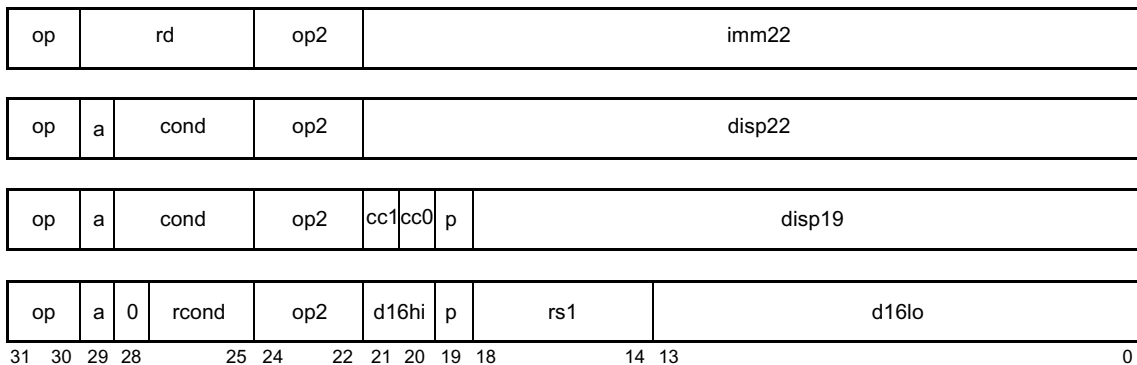 op rd op2 imm22
op a cond op2 disp22
op a cond op2 cc1 cc0 p disp19
op a 0 rcond op2 d16hi p rs1 d16lo
31 30 29 28 25 24 22 21 20 19 18 14 13 0